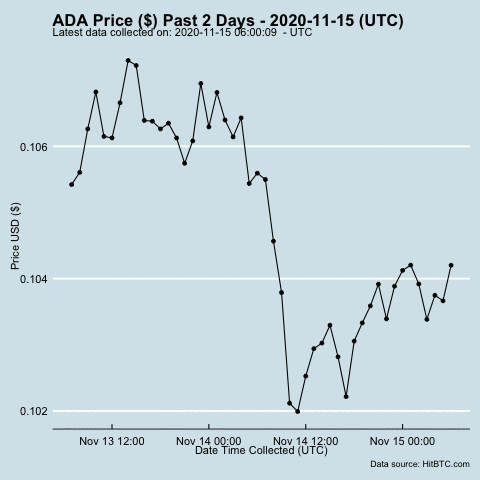 ADA Price ($) Past 2 Days - 2020-11-15 (UTC)
Latest data collected on: 2020-11-15 06:00:09  - UTC
Price USD ($)
0.106
0.104
0.102
Nov 13 12:00
Nov 14 00:00
Nov 14 12:00
Nov 15 00:00
Date Time Collected (UTC)
Data source: HitBTC.com